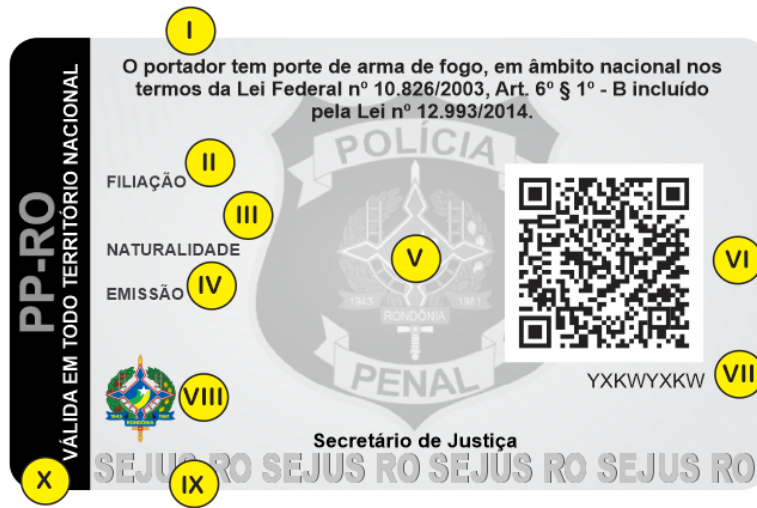 I
O portador tem porte de arma de fogo, em âmbito nacional nos
termos da Lei Federal nº 10.826/2003, Art. 6º § 1º - B incluído
pela Lei nº 12.993/2014.
PP-RO
VÁLIDA EM TODO TERRITÓRIO NACIONAL
POLÍCIA
II
FILIAÇÃO
III
NATURALIDADE
V
VI
EMISSÃO
IV
1943
1981
RONDÔNIA
PENAL
YXKWYXKW
VII
1943
1981
RONDÔNIA
VIII
Secretário de Justiça
SEJUS RO SEJUS RO SEJUS RO SEJUS RO
X
IX